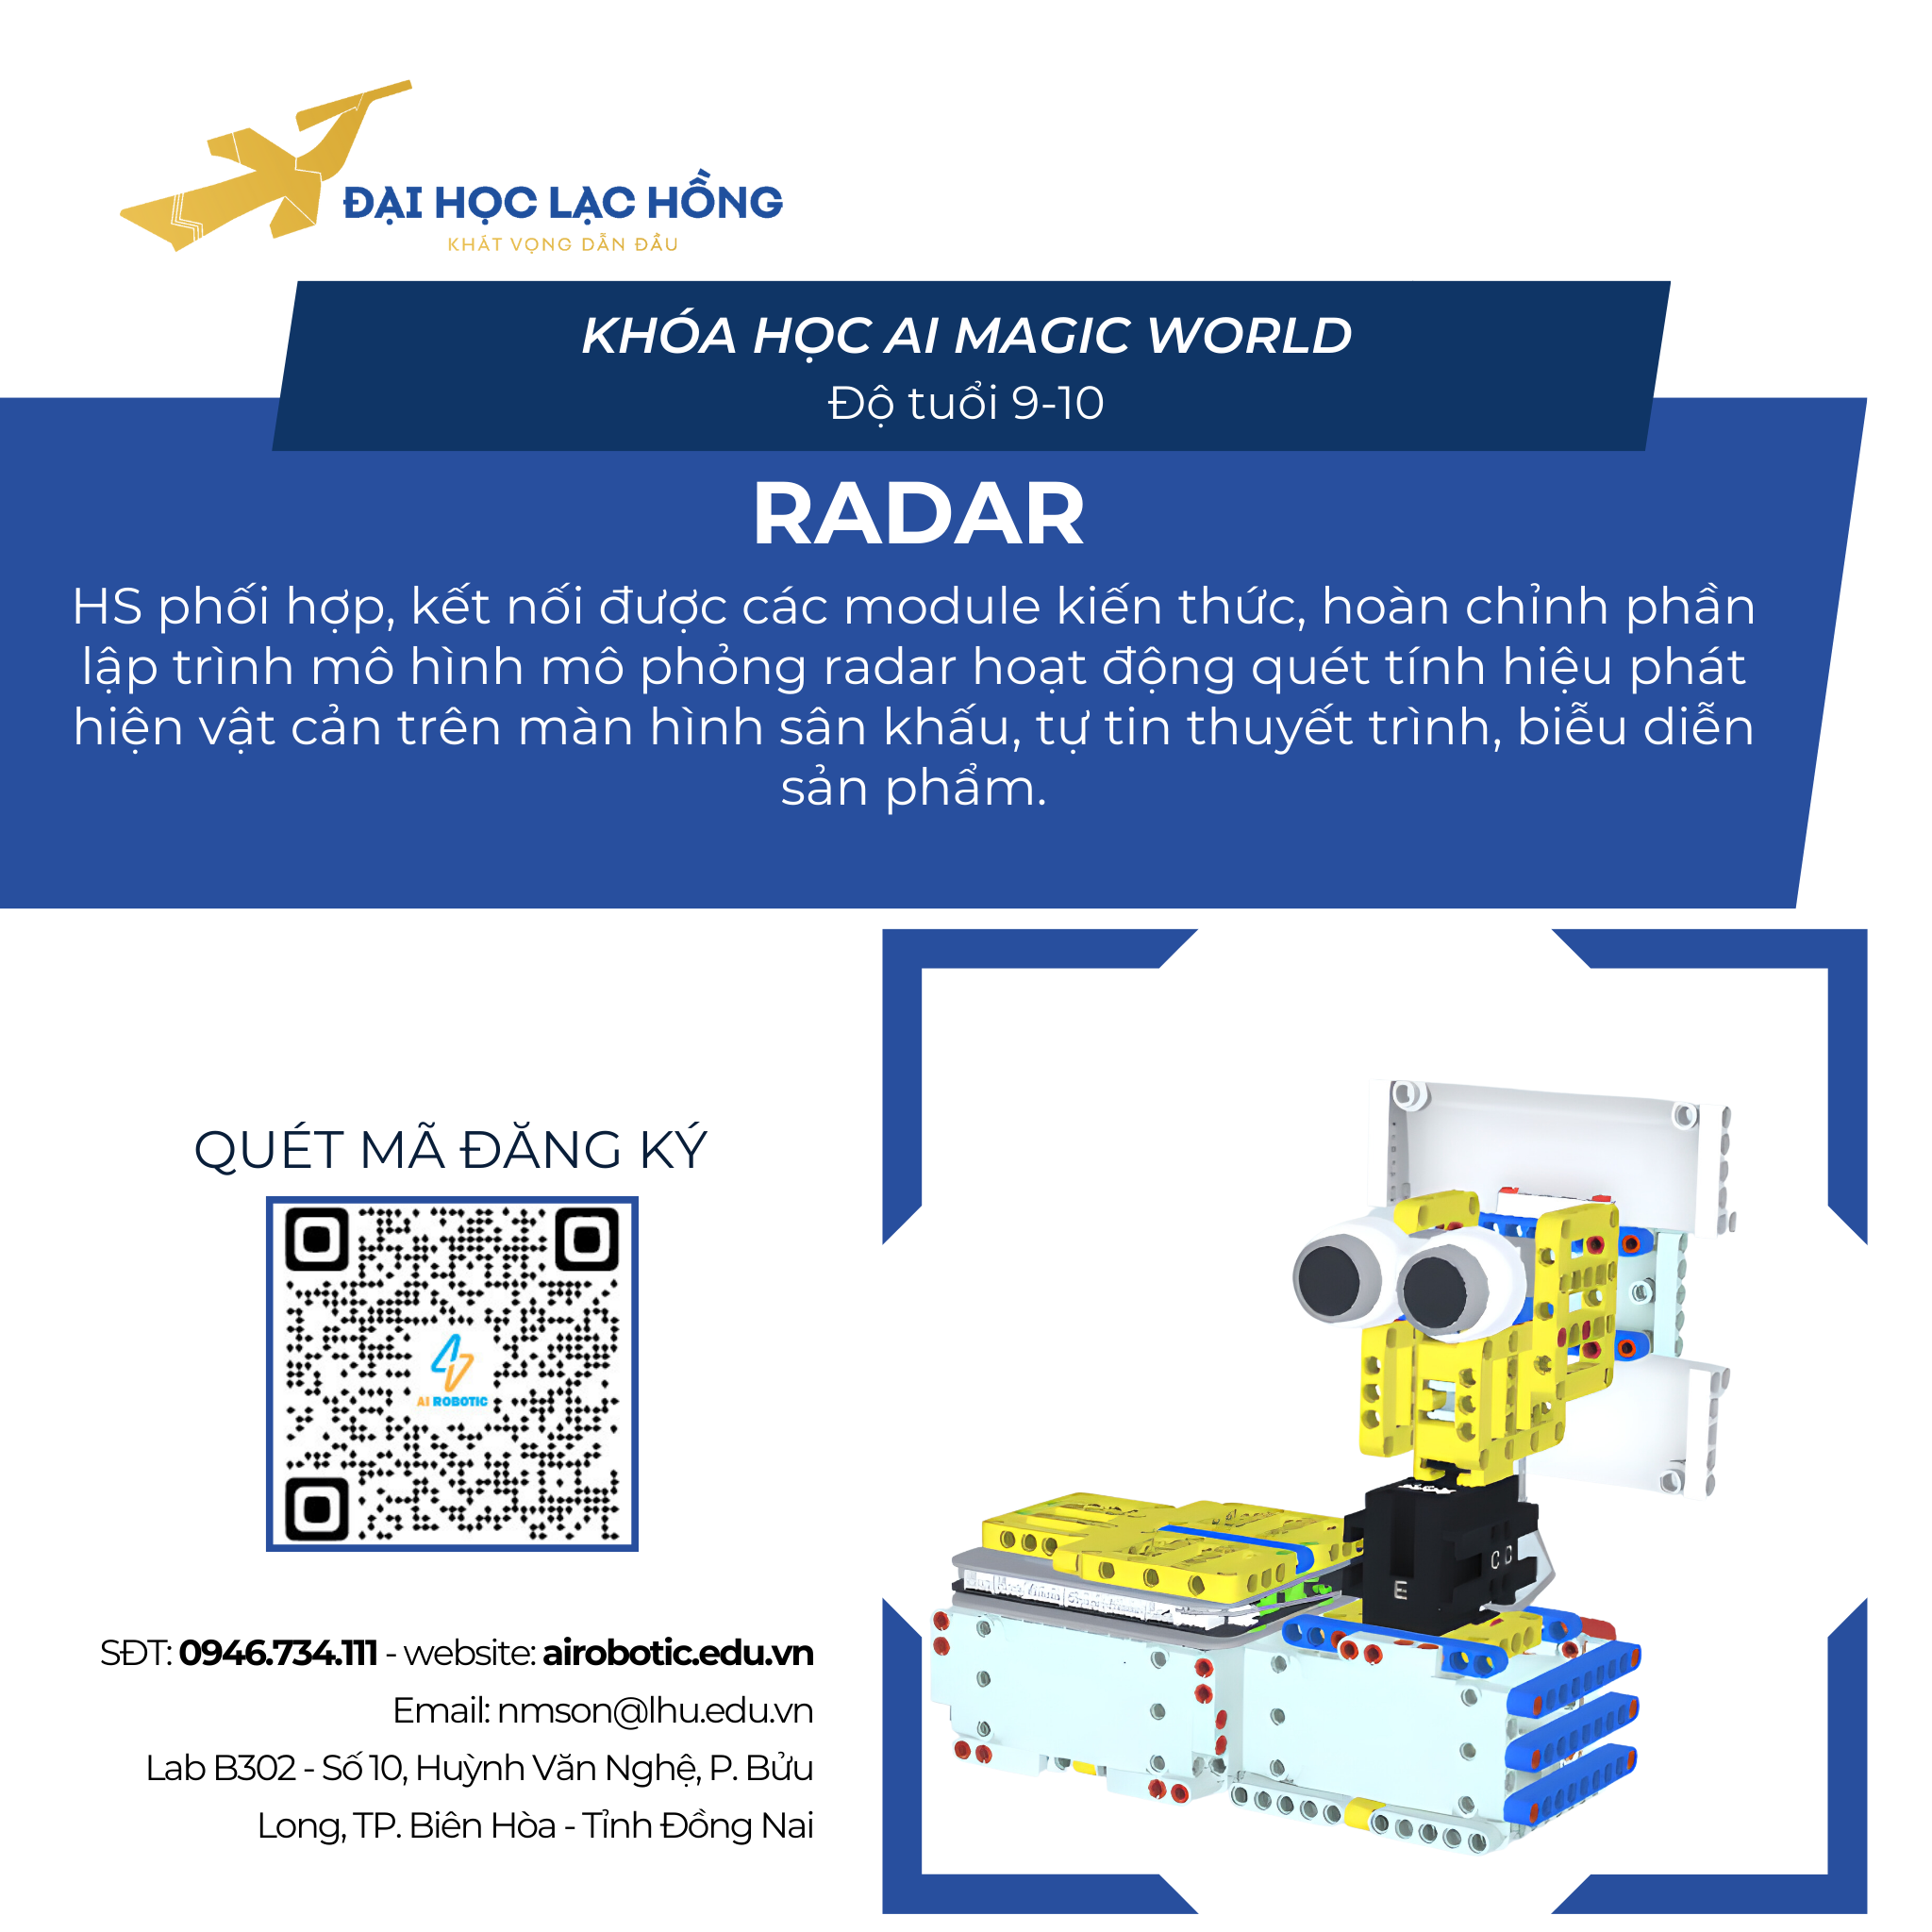 ĐẠI HỌC LẠC HỒNG
KHÁT VỌNG DẪN ĐẦU
KHÓA HỌC AI MAGIC WORLD
Độ tuổi 9-10
RADAR
HS phối hợp, kết nối được các module kiến thức, hoàn chỉnh phần
lập trình mô hình mô phỏng radar hoạt động quét tính hiệu phát
hiện vật cản trên màn hình sân khấu, tự tin thuyết trình, biễu diễn
sản phẩm.
QUÉT MÃ ĐĂNG KÝ
AI ROBOTIC
SĐT: 0946.734.111 - website: airobotic.edu.vn
Email: nmson@lhu.edu.vn
Lab B302 - Số 10, Huỳnh Văn Nghệ, P. Bửu
Long, TP. Biên Hòa - Tỉnh Đồng Nai
E
C D